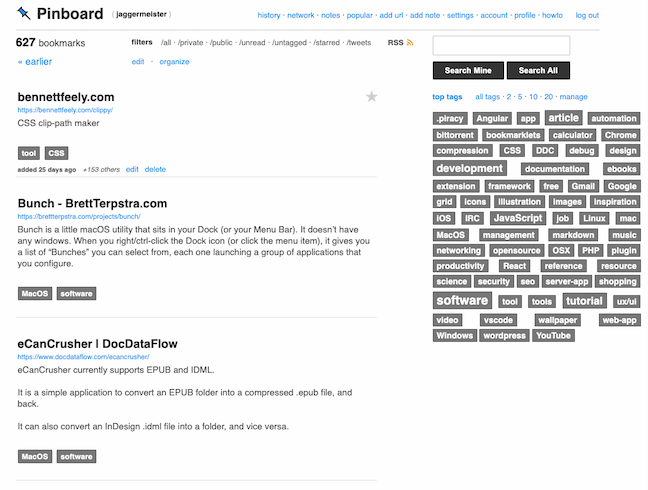 Pinboard ( jaggermeister )
history · network · notes · popular · add url · add note · settings · account · profile · howto log out
627 bookmarks
filters /all · /private · /public · /unread · /untagged · /starred · /tweets RSS
« earlier
edit · organize
bennettfeely.com
https://bennettfeely.com/clippy/
CSS clip-path maker
tool CSS
added 25 days ago +153 others edit delete
Bunch - BrettTerpstra.com
https://brettterpstra.com/projects/bunch/
Bunch is a little macOS utility that sits in your Dock (or your Menu Bar). It doesn’t have
any windows. When you right/ctrl-click the Dock icon (or click the menu item), it gives you
a list of “Bunches” you can select from, each one launching a group of applications that
you configure.
MacOS software
eCanCrusher | DocDataFlow
https://www.docdataflow.com/ecancrusher/
eCanCrusher currently supports EPUB and IDML.
It is a simple application to convert an EPUB folder into a compressed .epub file, and
back.
It can also convert an InDesign .idml file into a folder, and vice versa.
MacOS software
Search Mine Search All
top tags all tags · 2 · 5 · 10 · 20 · manage
.piracy Angular app article automation
bittorrent bookmarklets calculator Chrome
compression CSS DDC debug design
development documentation ebooks
extension framework free Gmail Google
grid icons illustration images inspiration
iOS IRC JavaScript job Linux mac
MacOS management markdown music
networking opensource OSX PHP plugin
productivity React reference resource
science security seo server-app shopping
software tool tools tutorial ux/ui
video vscode wallpaper web-app
Windows wordpress YouTube